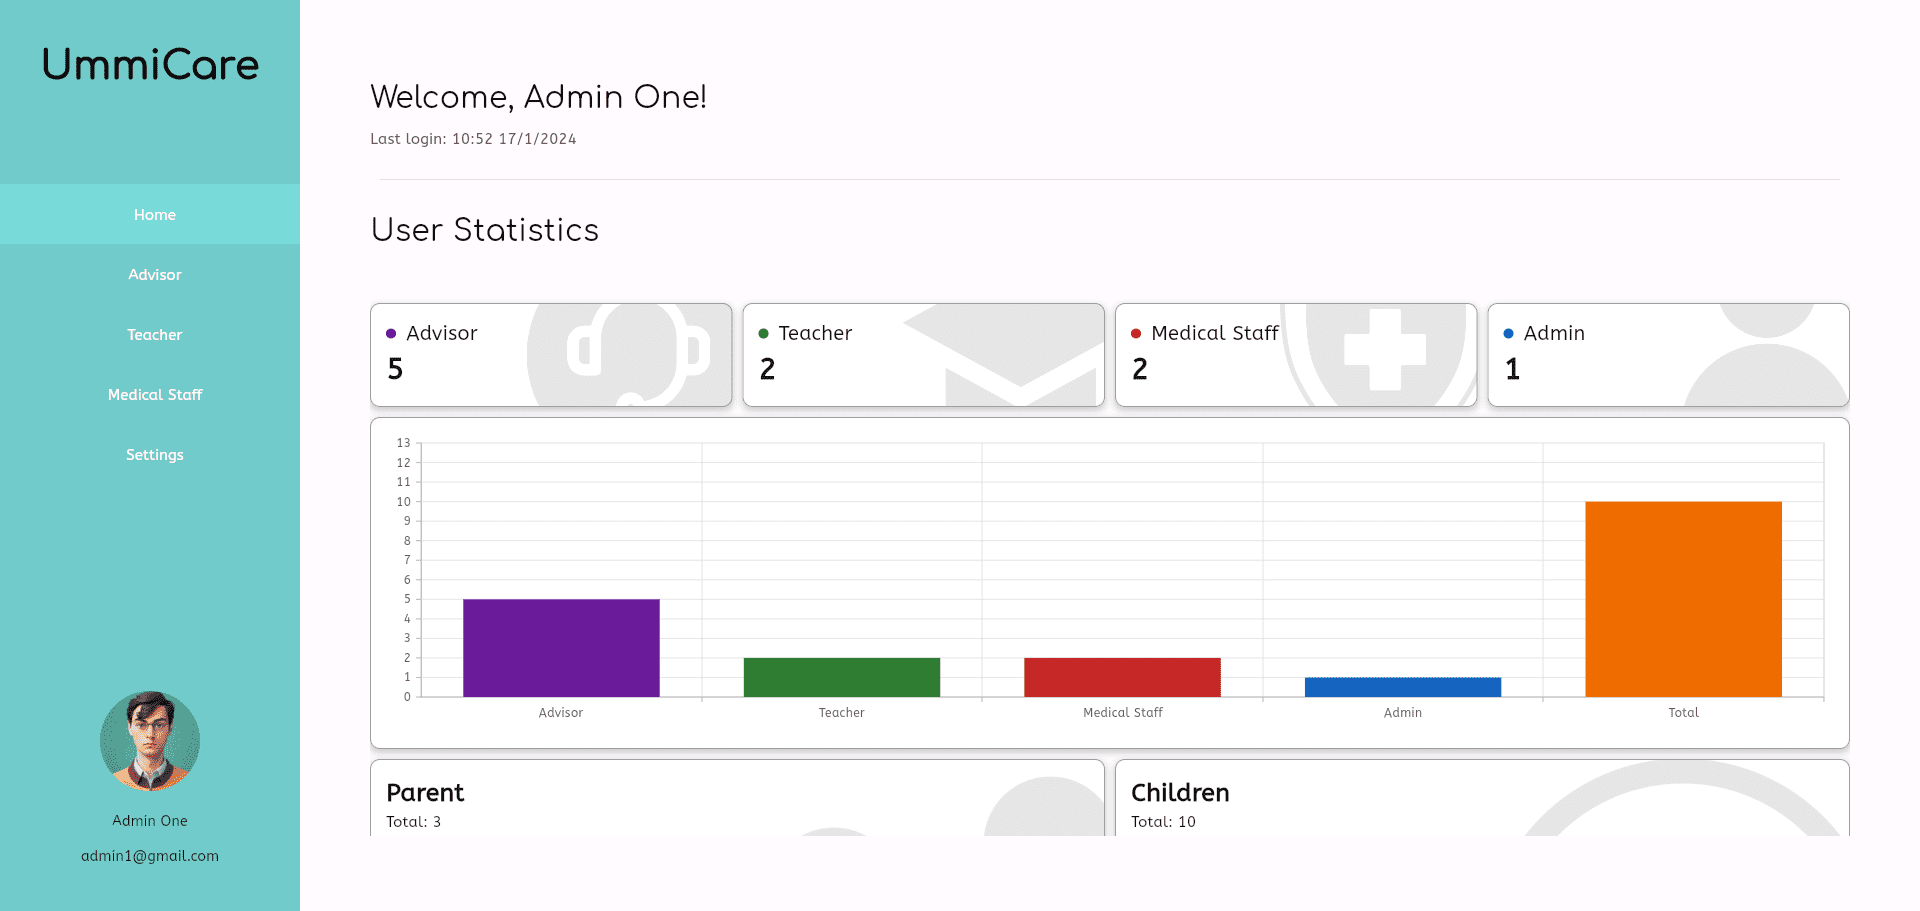 UmmiCare
Home
Advisor
Teacher
Medical Staff
Settings
Admin One
admin1@gmail.com
Welcome, Admin One!
Last login: 10:52 17/1/2024
User Statistics
Advisor
5
Teacher
2
Medical Staff
2
Admin
1
13
12
11
10
9
8
7
6
5
4
3
2
1
0
Advisor Teacher Medical Staff Admin Total
Parent
Total: 3
Children
Total: 10